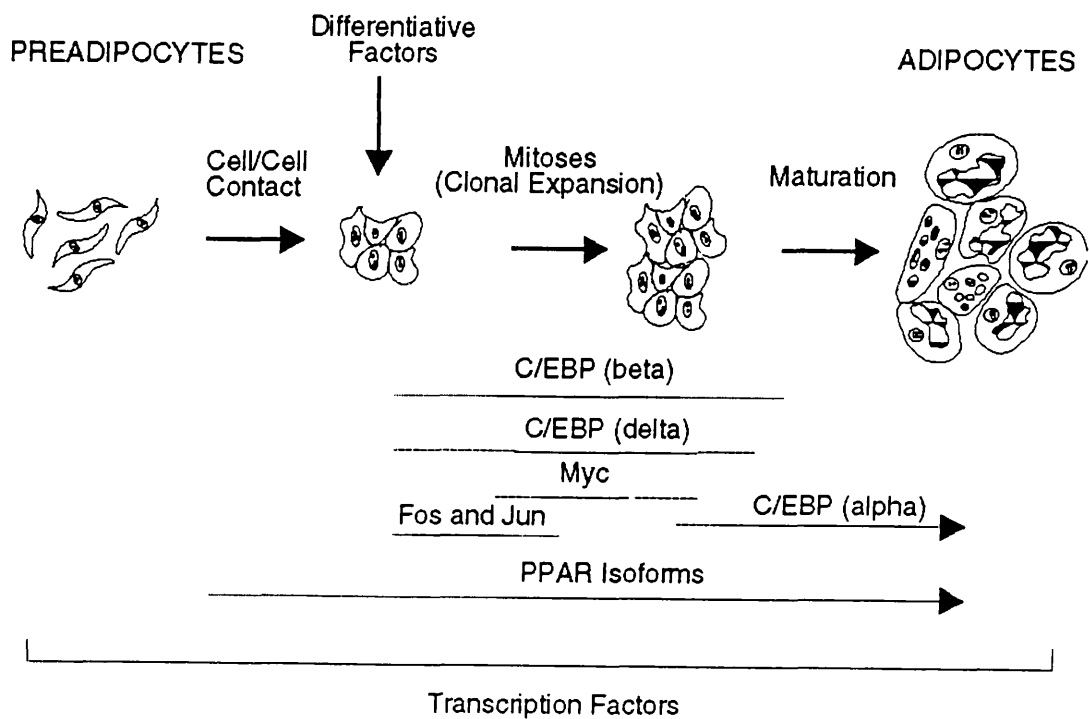 Differentiative
Factors
PREADIPOCYTES
ADIPOCYTES
Cell/Cell
Contact
Mitoses
(Clonal Expansion)
Maturation
C/EBP (beta)
C/EBP (delta)
Myc
C/EBP (alpha)
Fos and Jun
PPAR Isoforms
Transcription Factors